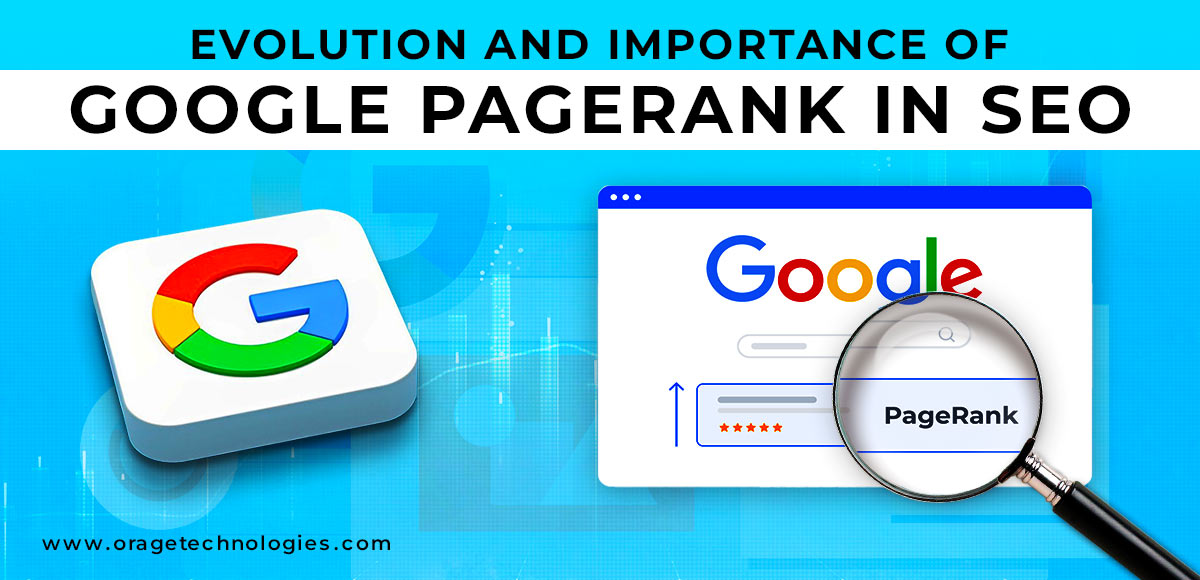 EVOLUTION AND IMPORTANCE OF
GOOGLE PAGERANK IN SEO
G
Google
PageRank
www.oragetechnologies.com